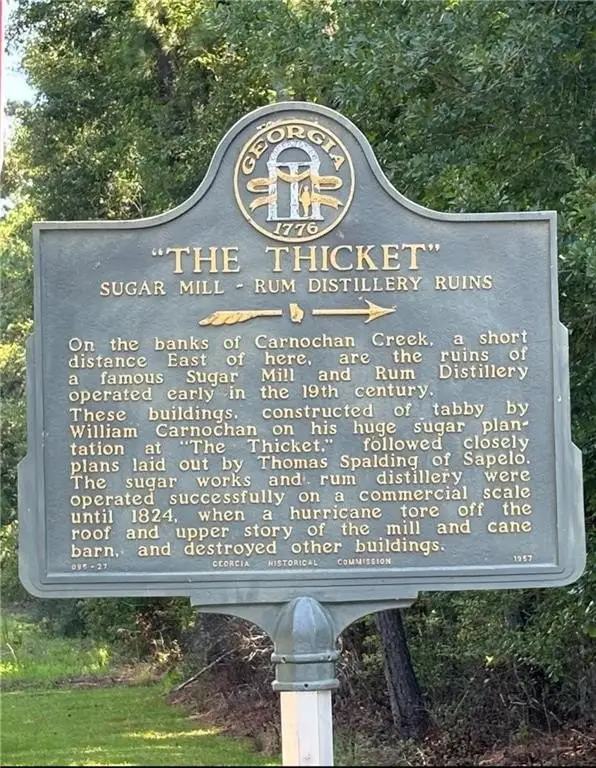 GEORGIA
1776
"THE THICKET"
SUGAR MILL - RUM DISTILLERY RUINS
On the banks of Carnochan Creek, a short
distance East of here, are the ruins of
a famous Sugar Mill and Rum Distillery
operated early in the 19th century.
These buildings, constructed of tabby by
William Carnochan on his huge sugar plan-
tation at "The Thicket," followed closely
plans laid out by Thomas Spalding of Sapelo.
The sugar works and rum distillery were
operated successfully on a commercial scale
until 1824, when a hurricane tore off the
roof and upper story of the mill and cane
barn, and destroyed other buildings.
095-27 GEORGIA HISTORICAL COMMISSION 1957